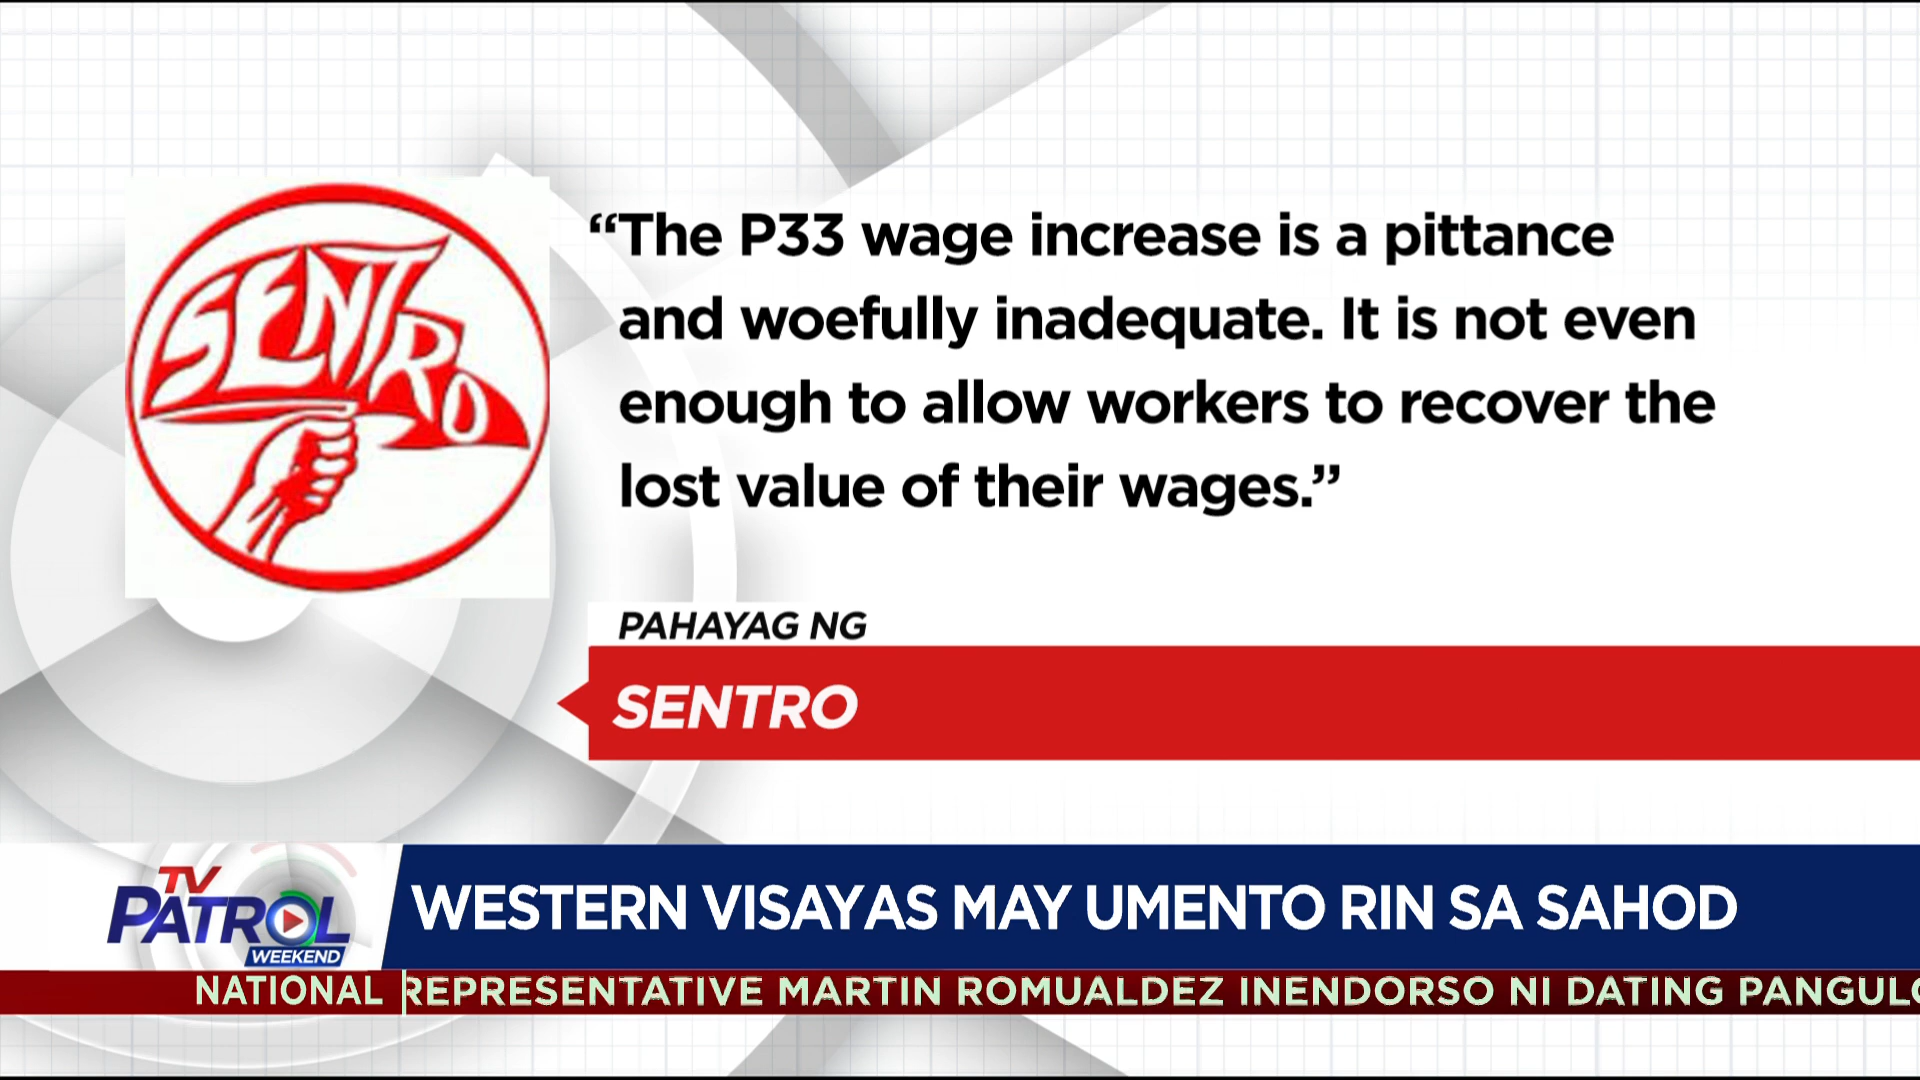 SENTRO
“The P33 wage increase is a pittance
and woefully inadequate. It is not even
enough to allow workers to recover the
lost value of their wages.”
PAHAYAG NG
SENTRO
TV
PATROL
WEEKEND
WESTERN VISAYAS MAY UMENTO RIN SA SAHOD
NATIONAL
REPRESENTATIVE MARTIN ROMUALDEZ INENDORSO NI DATING PANGULO